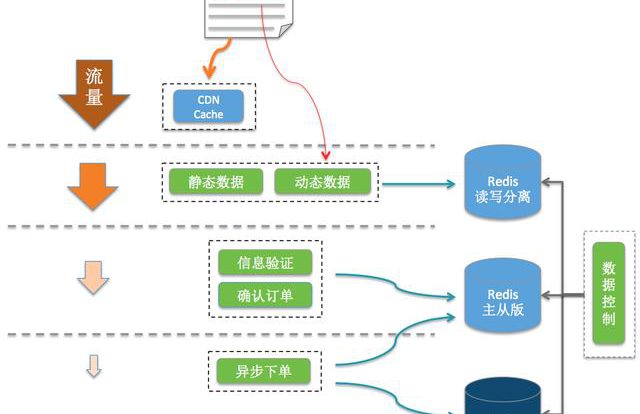 流
量
CDN
Cache
静态数据
动态数据
Redis
读写分离
信息验证
确认订单
Redis
主从版
数
据
控
制
异步下单